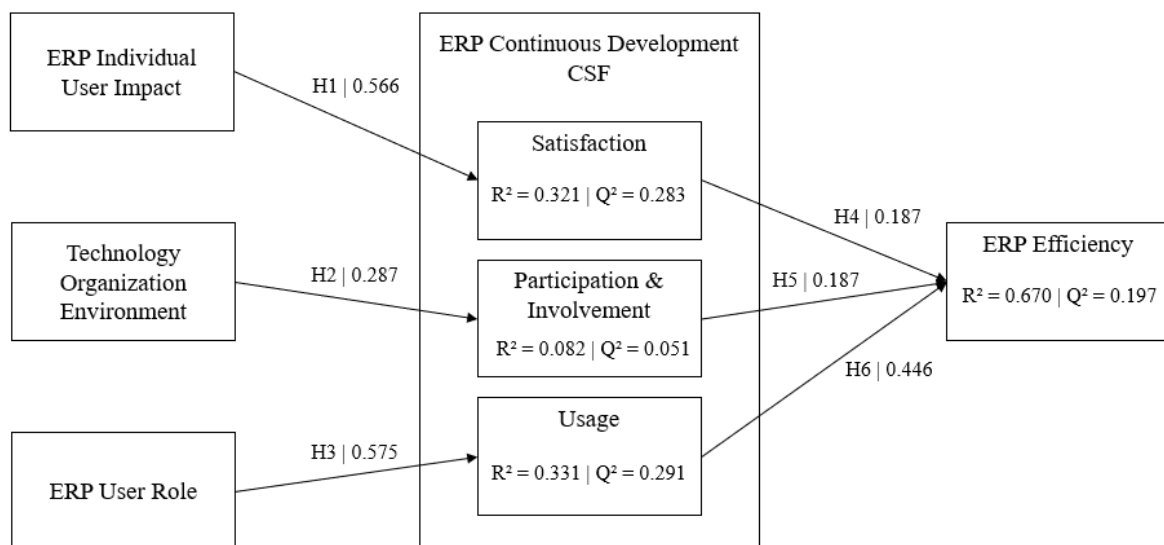 ERP Individual
User Impact
H1 | 0.566
Technology
Organization
Environment
H2 | 0.287
ERP User Role
H3 | 0.575
ERP Continuous Development
CSF
Satisfaction
R² = 0.321 | Q² = 0.283
Participation &
Involvement
R² = 0.082 | Q² = 0.051
Usage
R² = 0.331 | Q² = 0.291
H4 | 0.187
H5 | 0.187
H6 | 0.446
ERP Efficiency
R² = 0.670 | Q² = 0.197